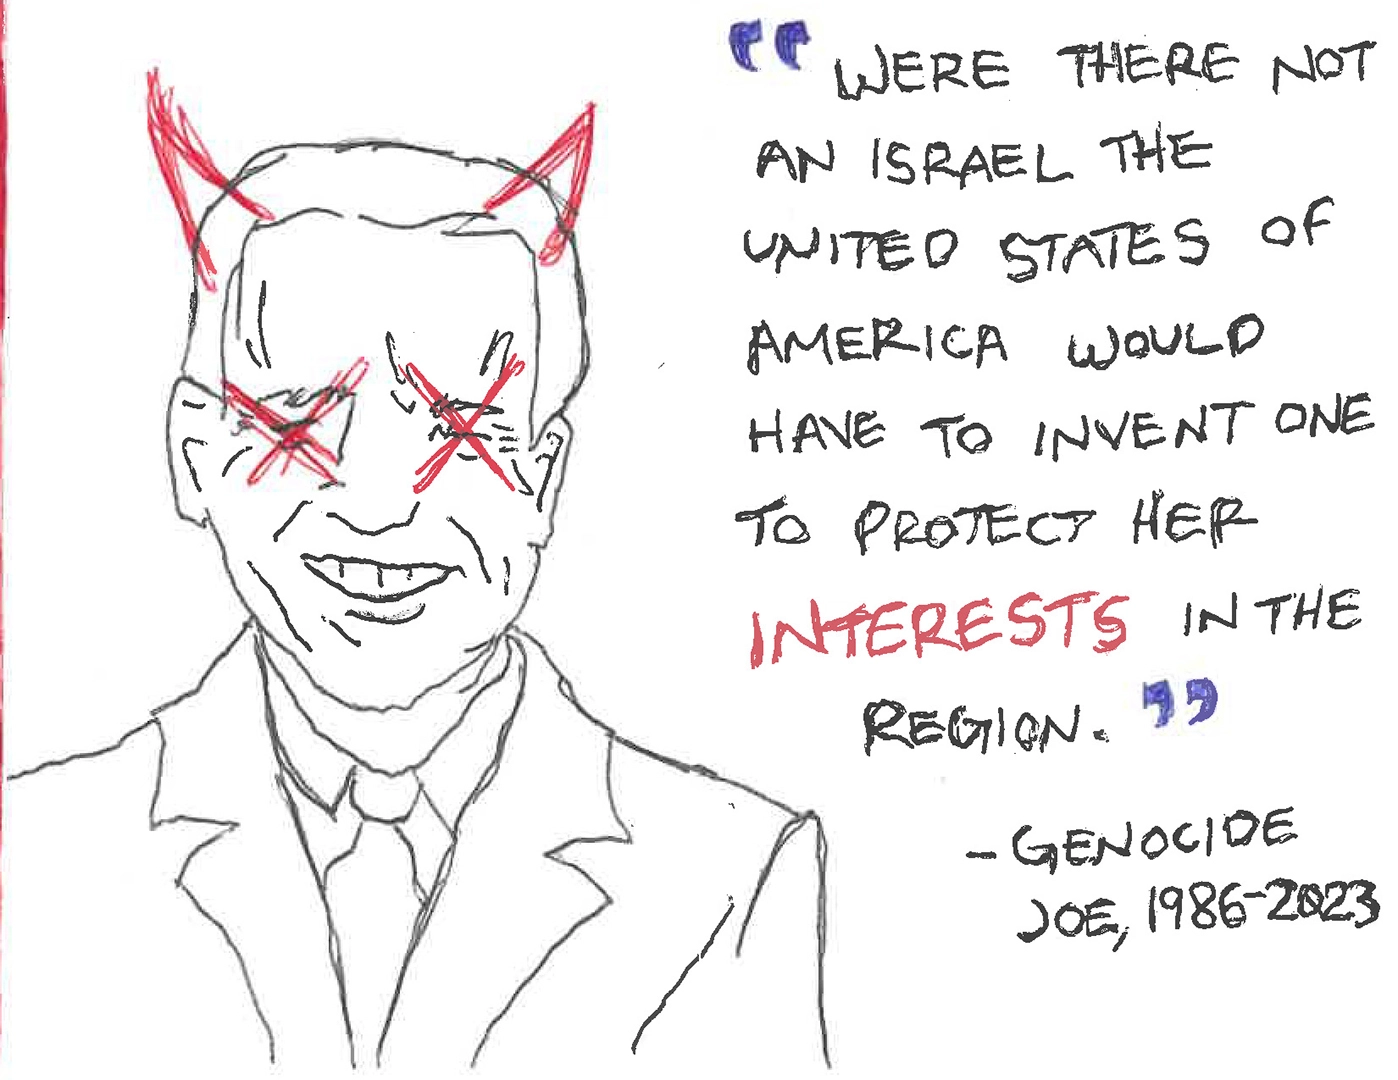 “WERE THERE NOT
AN ISRAEL THE
UNITED STATES OF
AMERICA WOULD
HAVE TO INVENT ONE
TO PROTECT HER
INTERESTS IN THE
REGION.”
-GENOCIDE
JOE, 1986-2023